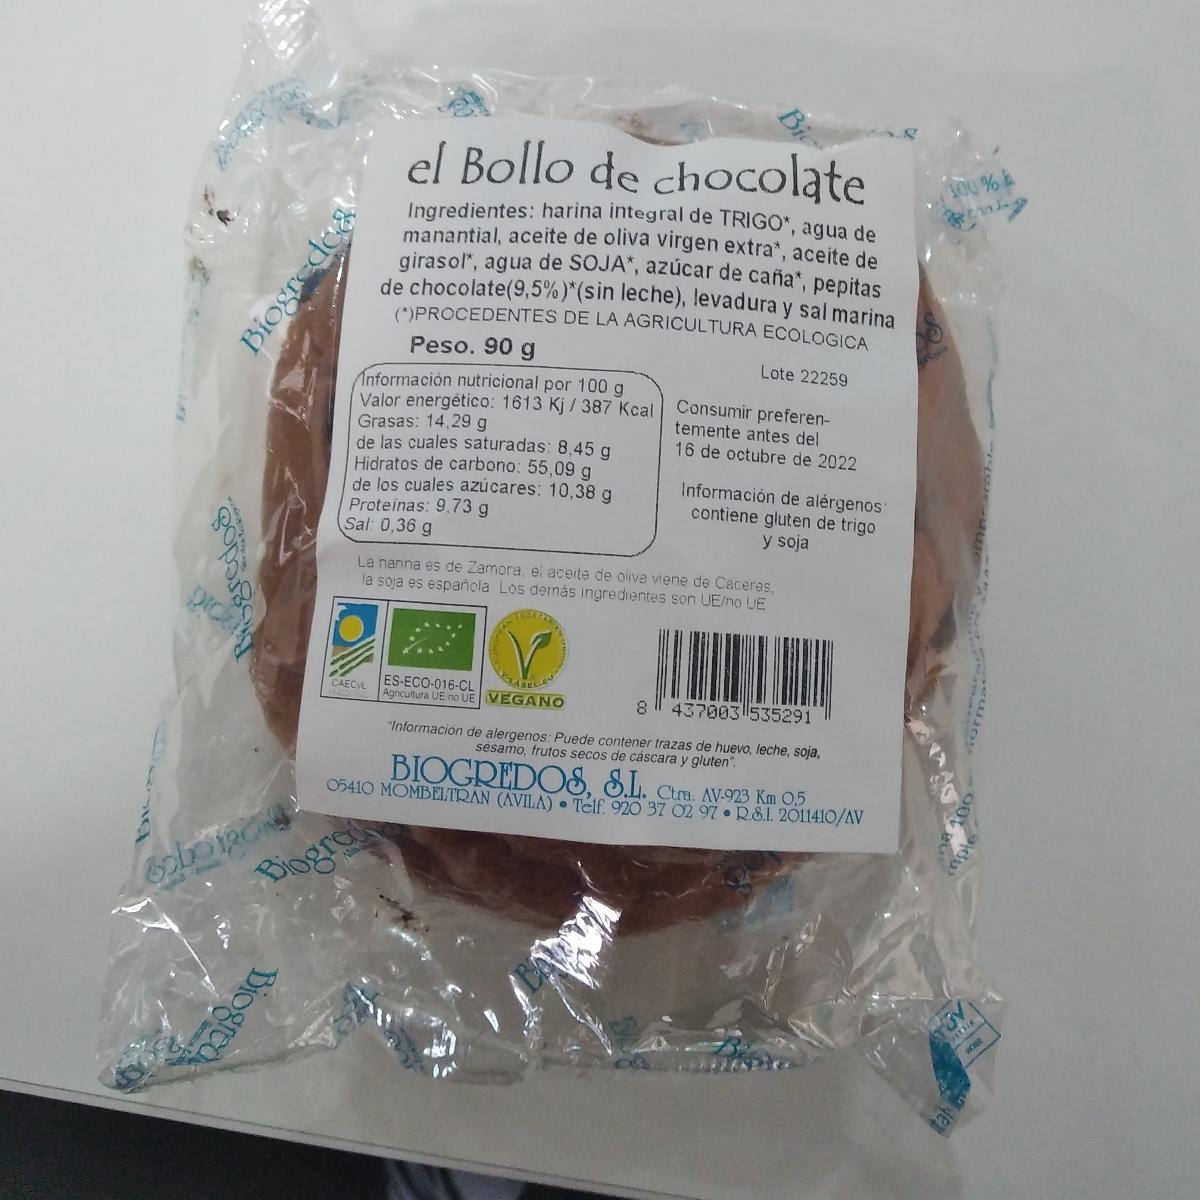 el Bollo de chocolate
Ingredientes: harina integral de TRIGO*, agua de
manantial, aceite de oliva virgen extra*, aceite de
girasol*, agua de SOJA*, azúcar de caña*, pepitas
de chocolate(9,5%)*(sin leche), levadura y sal marina
(*)PROCEDENTES DE LA AGRICULTURA ECOLOGICA
Peso. 90 g
Lote 22259
Información nutricional por 100 g
Valor energético: 1613 Kj / 387 Kcal
Grasas: 14,29 g
de las cuales saturadas: 8,45 g
Hidratos de carbono: 55,09 g
de los cuales azúcares: 10,38 g
Proteínas: 9,73 g
Sal: 0,36 g
Consumir preferen-
temente antes del
16 de octubre de 2022
Información de alérgenos:
contiene gluten de trigo
y soja
La harina es de Zamora, el aceite de oliva viene de Caceres,
la soja es española. Los demás ingredientes son UE/no UE
CAECyL
ES-ECO-016-CL
Agricultura UE no UE
V-LABEL.EU
VEGANO
8 437003 535291
"Información de alergenos: Puede contener trazas de huevo, leche, soja,
sésamo, frutos secos de cáscara y gluten".
BIOGREDOS, S.L. Ctra. AV-923 Km 0,5
05410 MOMBELTRAN (AVILA) • Telf. 920 37 02 97 • R.S.I. 2011410/AV
Biogredos
Biogredos
Biogredos
100 %